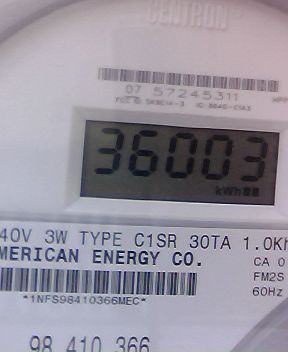 CENTRON
07 57245311
36003
kWh
40V 3W TYPE C1SR 30TA 1.0Kh
MERICAN ENERGY CO.
CA 0
FM2S
60Hz
*1NFS98410366MEC*
98 410 366